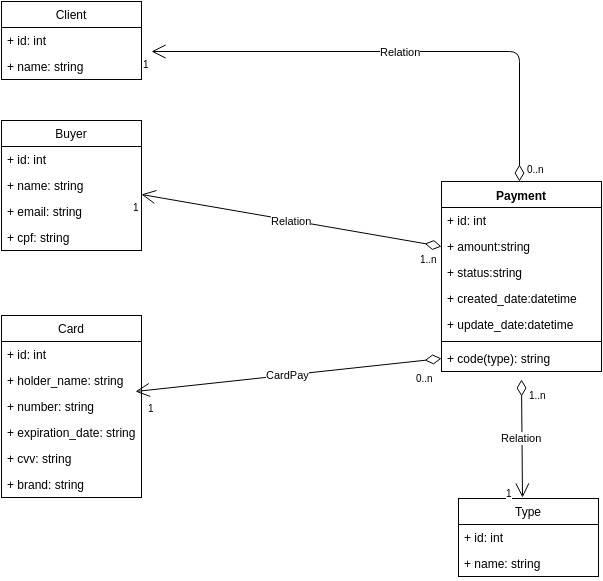 Client
+ id: int
+ name: string
1
Relation
0..n
Buyer
+ id: int
+ name: string
+ email: string
+ cpf: string
1
Relation
1..n
Payment
+ id: int
+ amount:string
+ status:string
+ created_date:datetime
+ update_date:datetime
+ code(type): string
Card
+ id: int
+ holder_name: string
+ number: string
+ expiration_date: string
+ cvv: string
+ brand: string
1
CardPay
0..n
1..n
Relation
1
Type
+ id: int
+ name: string